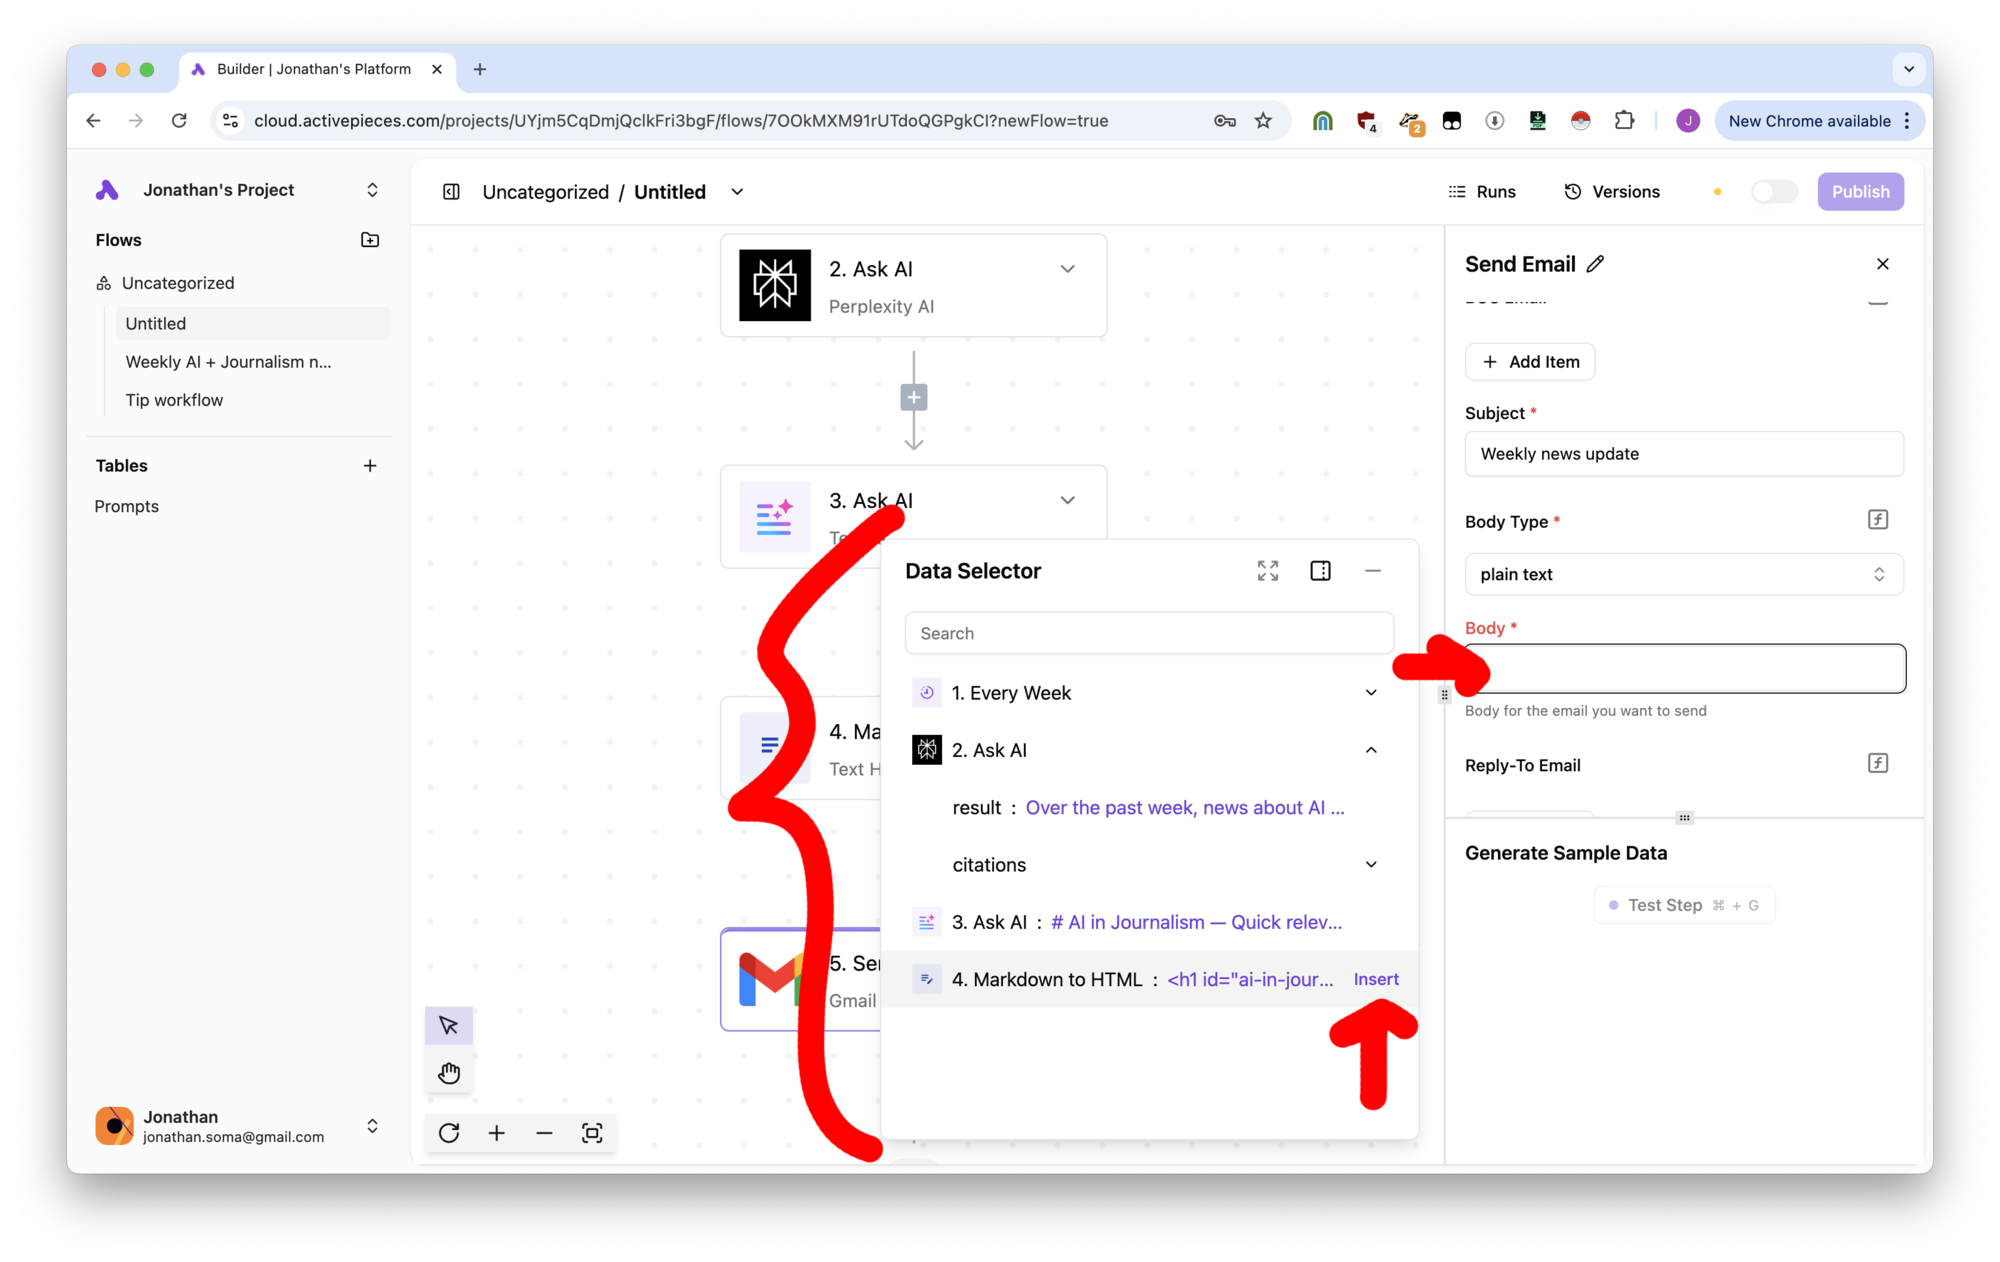 Builder | Jonathan's Platform
cloud.activepieces.com/projects/UYjm5CqDmjQclkFri3bgF/flows/7OOkMXM91rUTdoQGPgkCl?newFlow=true
4
2
J
New Chrome available
Jonathan's Project
Flows
Uncategorized
Untitled
Weekly AI + Journalism n...
Tip workflow
Tables
Prompts
Jonathan
jonathan.soma@gmail.com
Uncategorized / Untitled
Runs
Versions
Publish
2. Ask AI
Perplexity AI
3. Ask AI
4. Ma
Text H
5. Se
Gmail
Data Selector
Search
1. Every Week
2. Ask AI
result : Over the past week, news about AI ...
citations
3. Ask AI : # AI in Journalism — Quick relev...
4. Markdown to HTML : <h1 id="ai-in-jour... Insert
Send Email
Add Item
Subject *
Weekly news update
Body Type *
plain text
Body *
Body for the email you want to send
Reply-To Email
Generate Sample Data
Test Step ⌘ + G